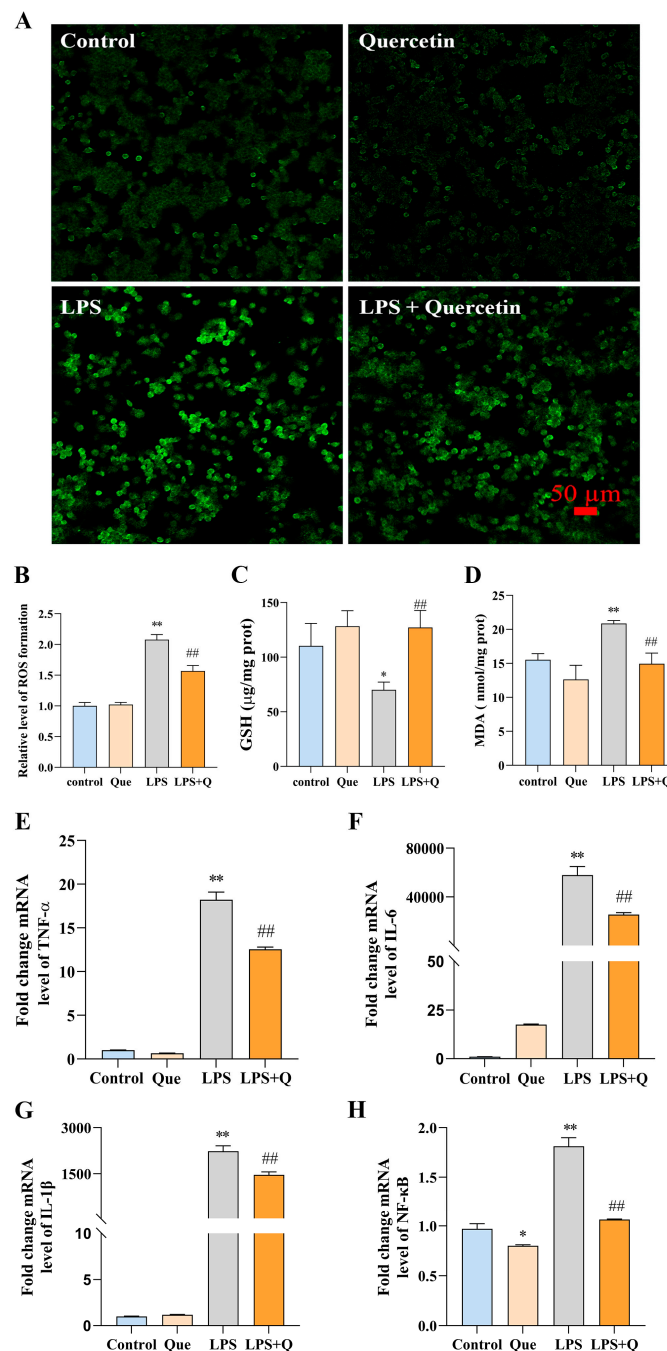 A
Control
Quercetin
LPS
LPS + Quercetin
50 µm
B
Relative level of ROS formation
2.5
2.0
1.5
1.0
0.5
0.0
**
##
control Que LPS LPS+Q
C
GSH (µg/mg prot)
150
100
50
0
*
##
control Que LPS LPS+Q
D
MDA ( nmol/mg prot)
25
20
15
10
5
0
**
##
control Que LPS LPS+Q
E
Fold change mRNA
level of TNF-α
25
20
15
10
5
0
**
##
Control Que LPS LPS+Q
F
Fold change mRNA
level of IL-6
80000
40000
50
25
0
**
##
Control Que LPS LPS+Q
G
Fold change mRNA
level of IL-1β
3000
1500
10
5
0
**
##
Control Que LPS LPS+Q
H
Fold change mRNA
level of NF-κB
2.0
1.5
1.0
0.5
0.0
*
**
##
Control Que LPS LPS+Q